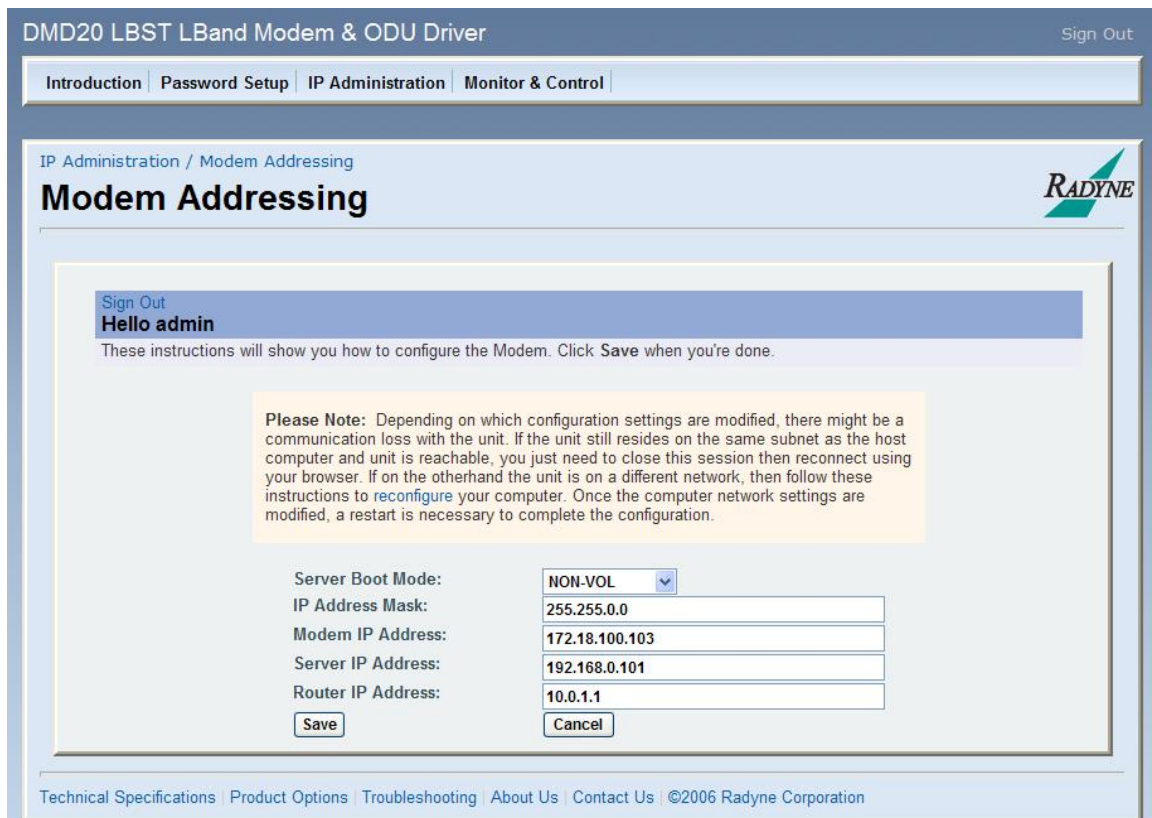 DMD20 LBST LBand Modem & ODU Driver
Sign Out
Introduction
Password Setup
IP Administration
Monitor & Control
IP Administration / Modem Addressing
Modem Addressing
RADYNE
Sign Out
Hello admin
These instructions will show you how to configure the Modem. Click Save when you're done.
Please Note: Depending on which configuration settings are modified, there might be a
communication loss with the unit. If the unit still resides on the same subnet as the host
computer and unit is reachable, you just need to close this session then reconnect using
your browser. If on the otherhand the unit is on a different network, then follow these
instructions to reconfigure your computer. Once the computer network settings are
modified, a restart is necessary to complete the configuration.
Server Boot Mode: NON-VOL
IP Address Mask: 255.255.0.0
Modem IP Address: 172.18.100.103
Server IP Address: 192.168.0.101
Router IP Address: 10.0.1.1
Save Cancel
Technical Specifications | Product Options | Troubleshooting | About Us | Contact Us | ©2006 Radyne Corporation